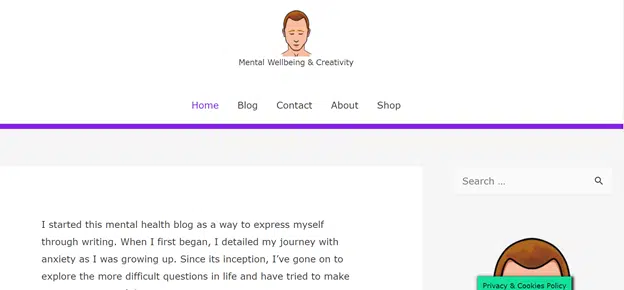 Mental Wellbeing & Creativity
Home Blog Contact About Shop
Search ...
I started this mental health blog as a way to express myself
through writing. When I first began, I detailed my journey with
anxiety as I was growing up. Since its inception, I've gone on to
explore the more difficult questions in life and have tried to make
Privacy & Cookies Policy